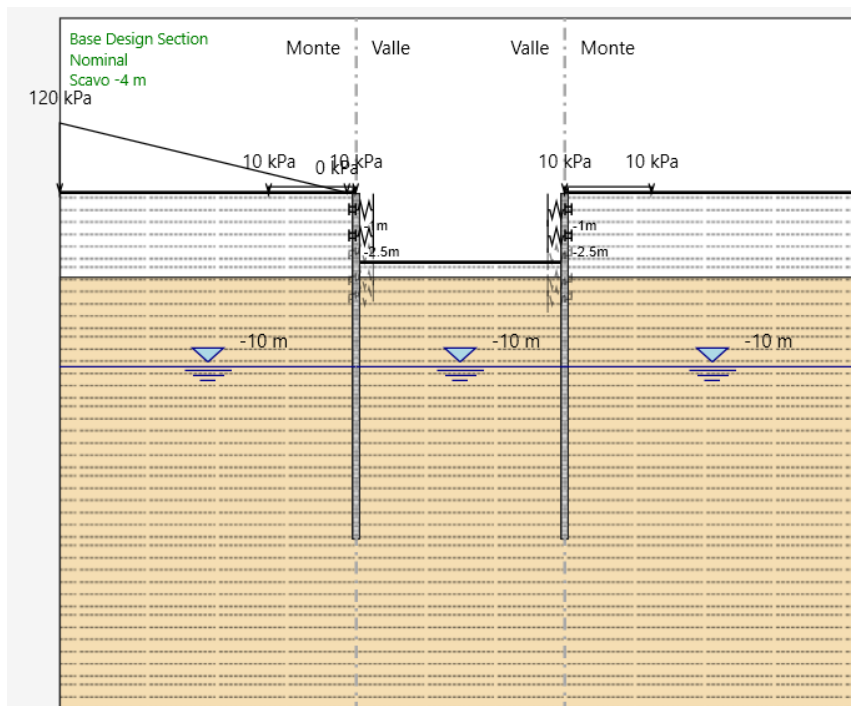 Base Design Section
Nominal
Scavo -4 m
Monte
Valle
Valle
Monte
120 kPa
10 kPa
0 kPa
10 kPa
10 kPa
10 kPa
-1m
-2.5m
-1m
-2.5m
-10 m
-10 m
-10 m